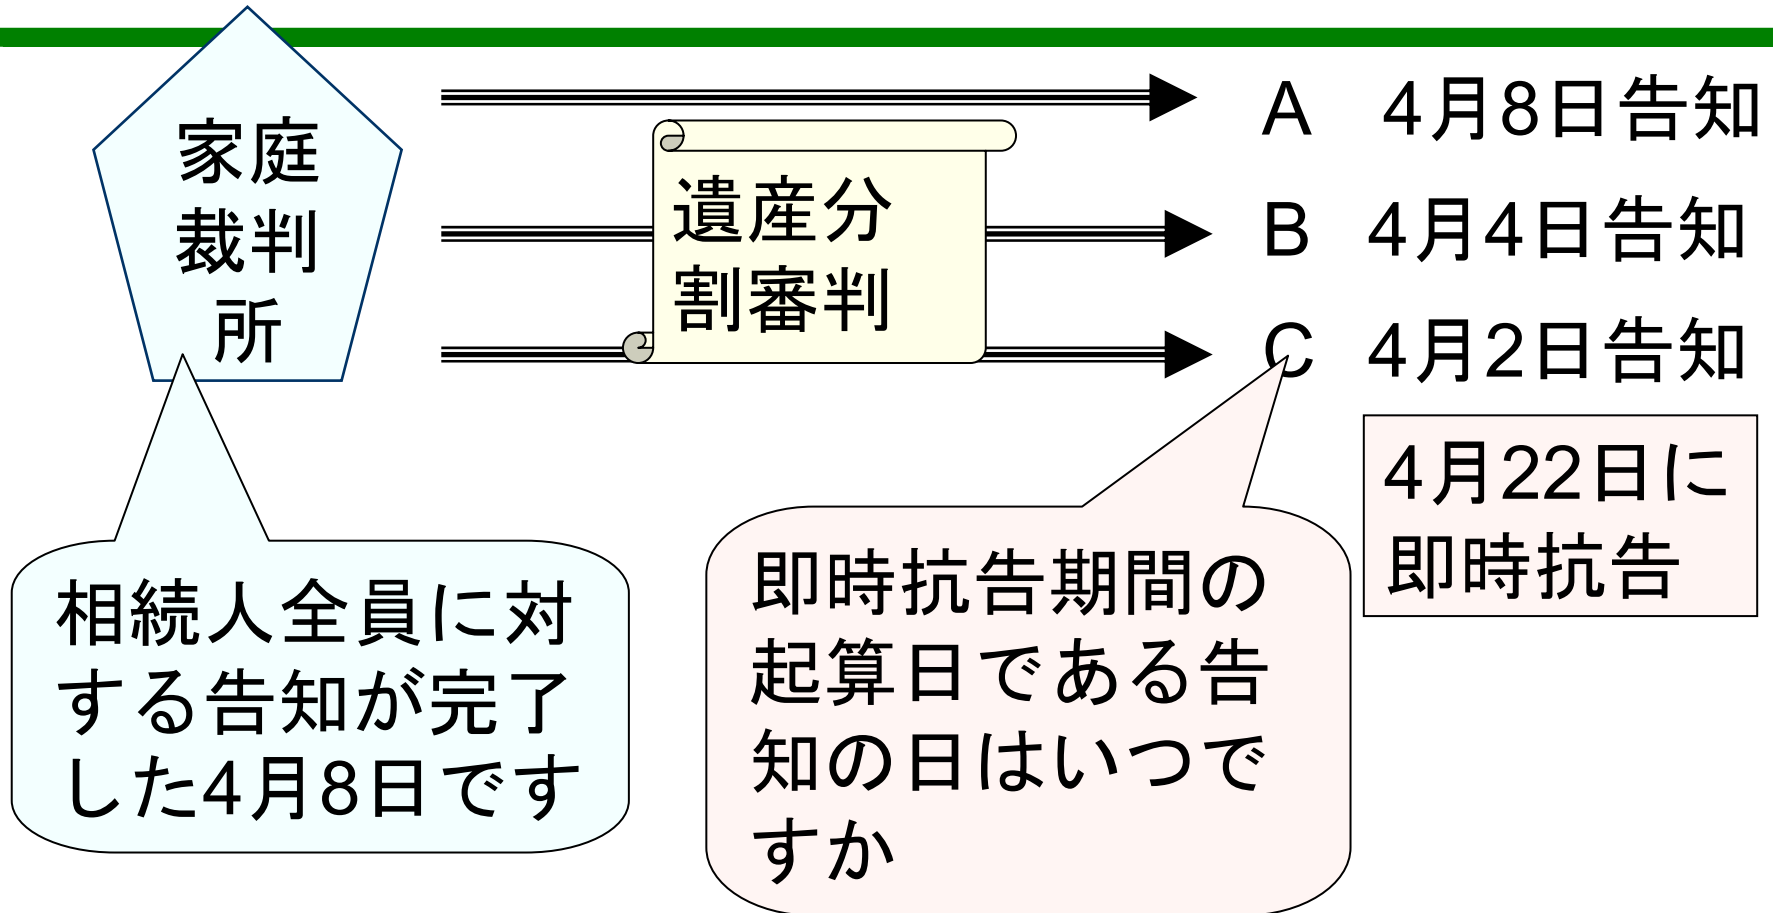 家庭
裁判
所
遺産分
割審判
A 4月8日告知
B 4月4日告知
C 4月2日告知
4月22日に
即時抗告
相続人全員に対
する告知が完了
した4月8日です
即時抗告期間の
起算日である告
知の日はいつで
すか